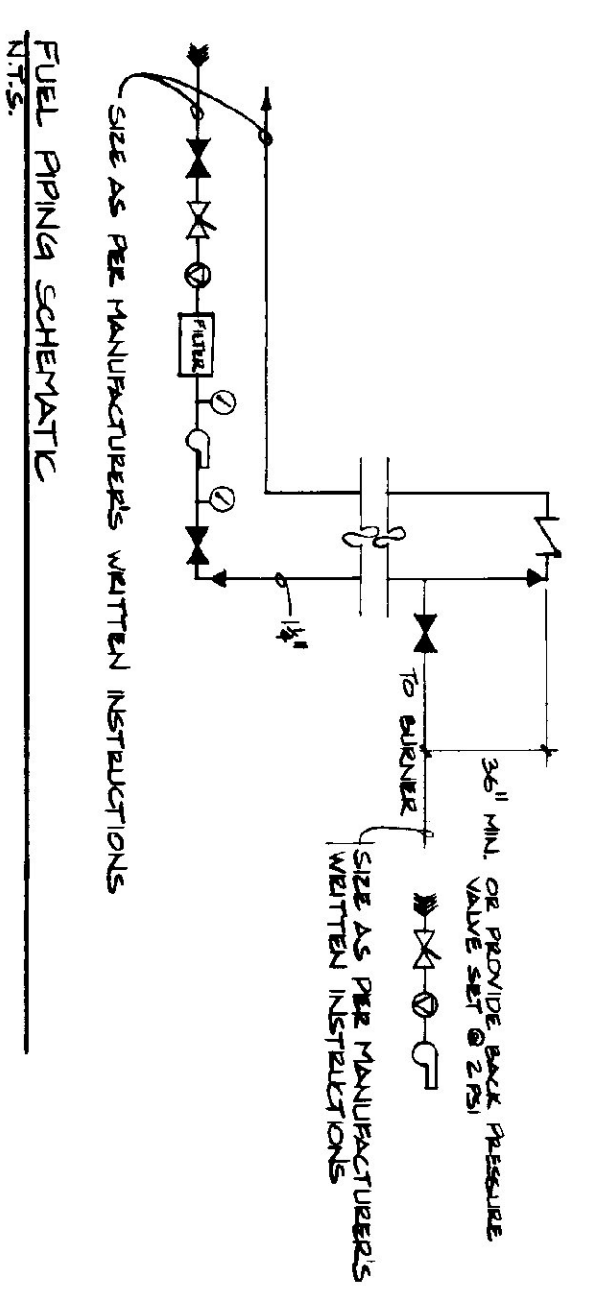 36" MIN. OR PROVIDE BACK PRESSURE
VALVE SET @ 2 PSI
TO BURNER
SIZE AS PER MANUFACTURER'S
WRITTEN INSTRUCTIONS
1¼"
FILTER
SIZE AS PER MANUFACTURER'S WRITTEN INSTRUCTIONS
FUEL PIPING SCHEMATIC
N.T.S.